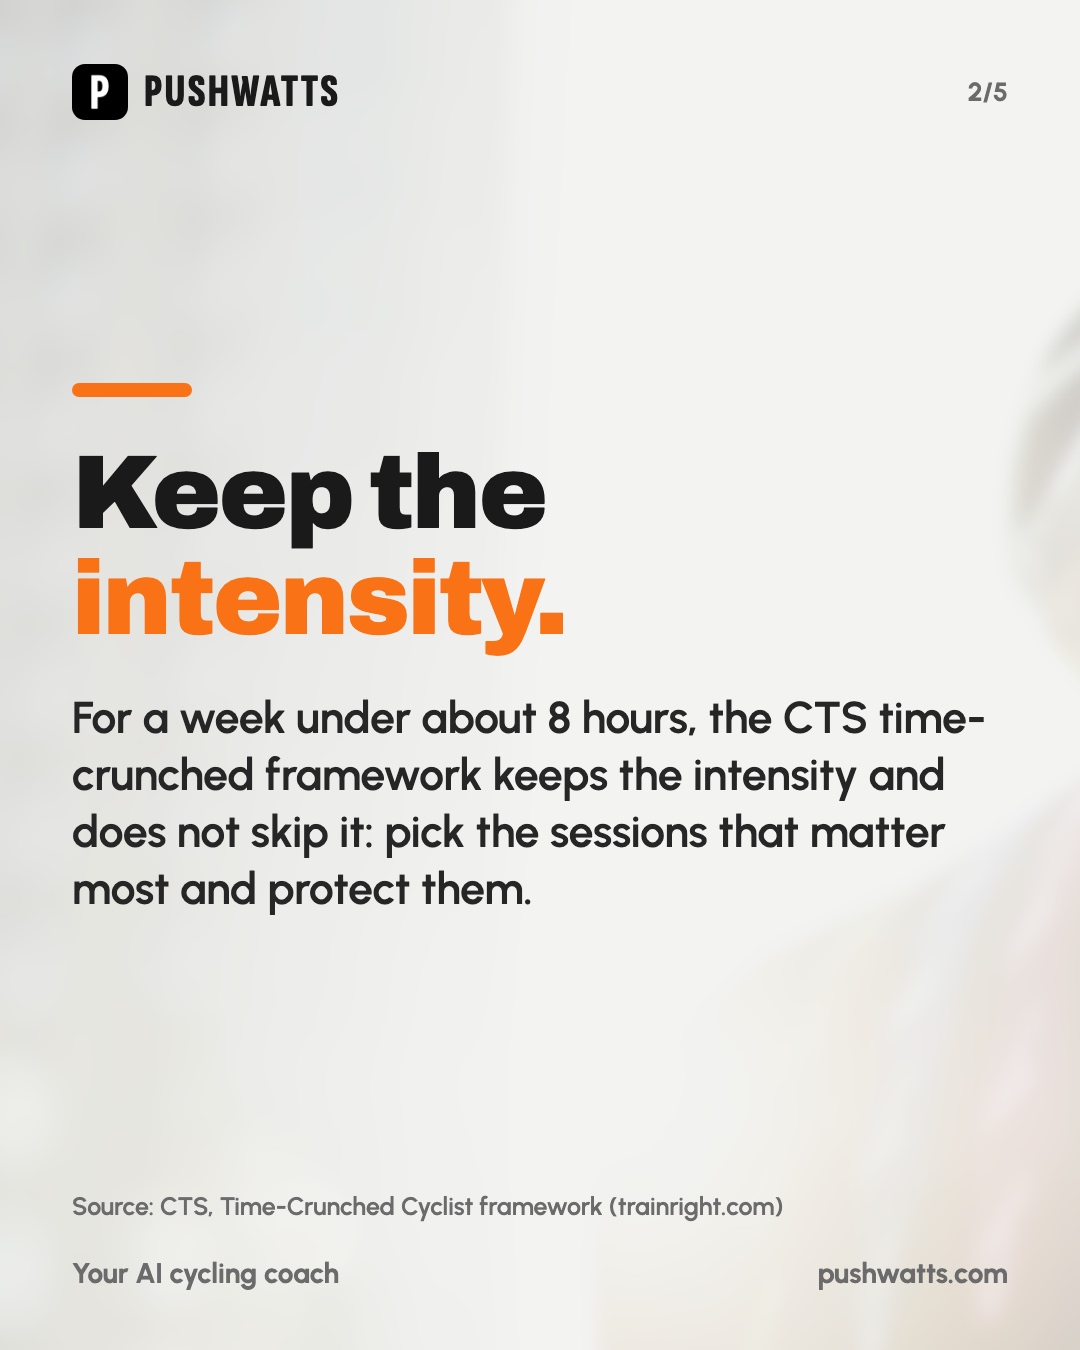 P PUSHWATTS
2/5
Keep the
intensity.
For a week under about 8 hours, the CTS time-
crunched framework keeps the intensity and
does not skip it: pick the sessions that matter
most and protect them.
Source: CTS, Time-Crunched Cyclist framework (trainright.com)
Your AI cycling coach
pushwatts.com